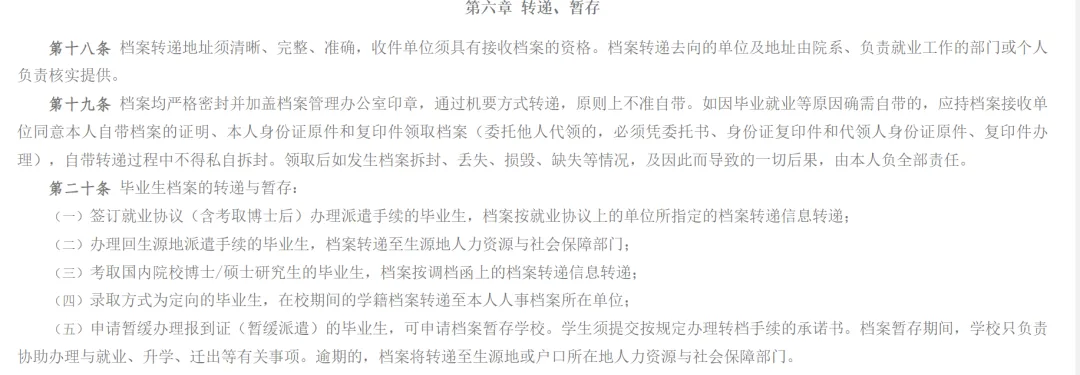 第六章 转递、暂存
第十八条 档案转递地址须清晰、完整、准确，收件单位须具有接收档案的资格。档案转递去向的单位及地址由院系、负责就业工作的部门或个人
负责核实提供。
第十九条 档案均严格密封并加盖档案管理办公室印章，通过机要方式转递，原则上不准自带。如因毕业就业等原因确需自带的，应持档案接收单
位同意本人自带档案的证明、本人身份证原件和复印件领取档案（委托他人代领的，必须凭委托书、身份证复印件和代领人身份证原件、复印件办
理），自带转递过程中不得私自拆封。领取后如发生档案拆封、丢失、损毁、缺失等情况，及因此而导致的一切后果，由本人负全部责任。
第二十条 毕业生档案的转递与暂存：
（一）签订就业协议（含考取博士后）办理派遣手续的毕业生，档案按就业协议上的单位所指定的档案转递信息转递；
（二）办理回生源地派遣手续的毕业生，档案转递至生源地人力资源与社会保障部门；
（三）考取国内院校博士/硕士研究生的毕业生，档案按调档函上的档案转递信息转递；
（四）录取方式为定向的毕业生，在校期间的学籍档案转递至本人人事档案所在单位；
（五）申请暂缓办理报到证（暂缓派遣）的毕业生，可申请档案暂存学校。学生须提交按规定办理转档手续的承诺书。档案暂存期间，学校只负责
协助办理与就业、升学、迁出等有关事项。逾期的，档案将转递至生源地或户口所在地人力资源与社会保障部门。